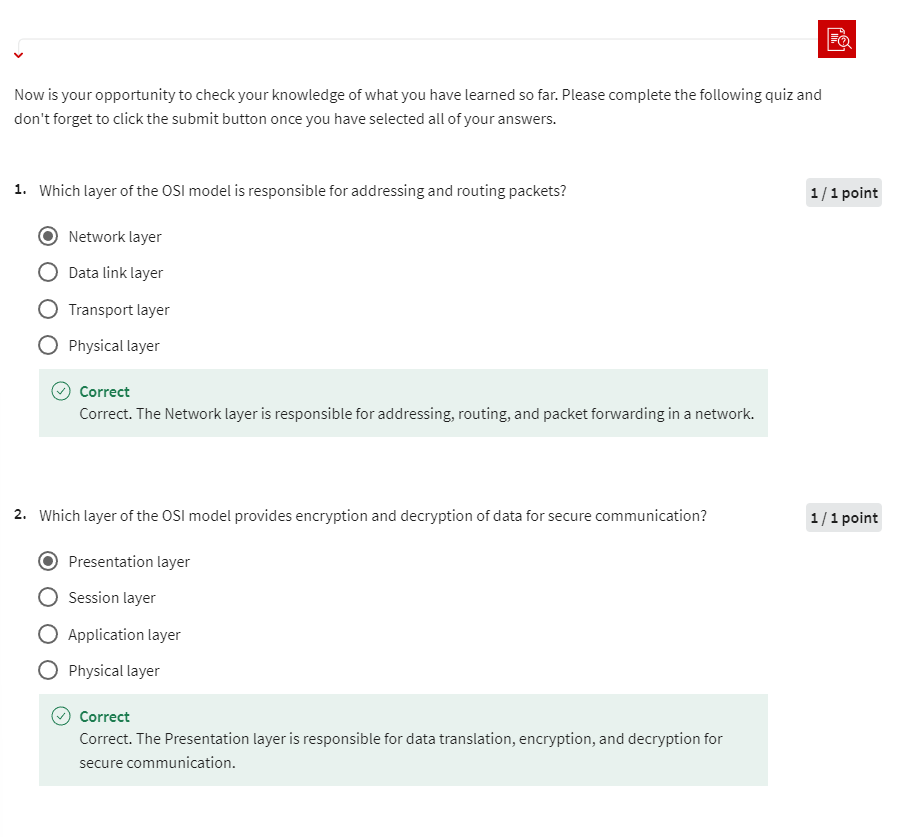 Now is your opportunity to check your knowledge of what you have learned so far. Please complete the following quiz and
don't forget to click the submit button once you have selected all of your answers.
1. Which layer of the OSI model is responsible for addressing and routing packets?
1 / 1 point
Network layer
Data link layer
Transport layer
Physical layer
Correct
Correct. The Network layer is responsible for addressing, routing, and packet forwarding in a network.
2. Which layer of the OSI model provides encryption and decryption of data for secure communication?
1 / 1 point
Presentation layer
Session layer
Application layer
Physical layer
Correct
Correct. The Presentation layer is responsible for data translation, encryption, and decryption for
secure communication.